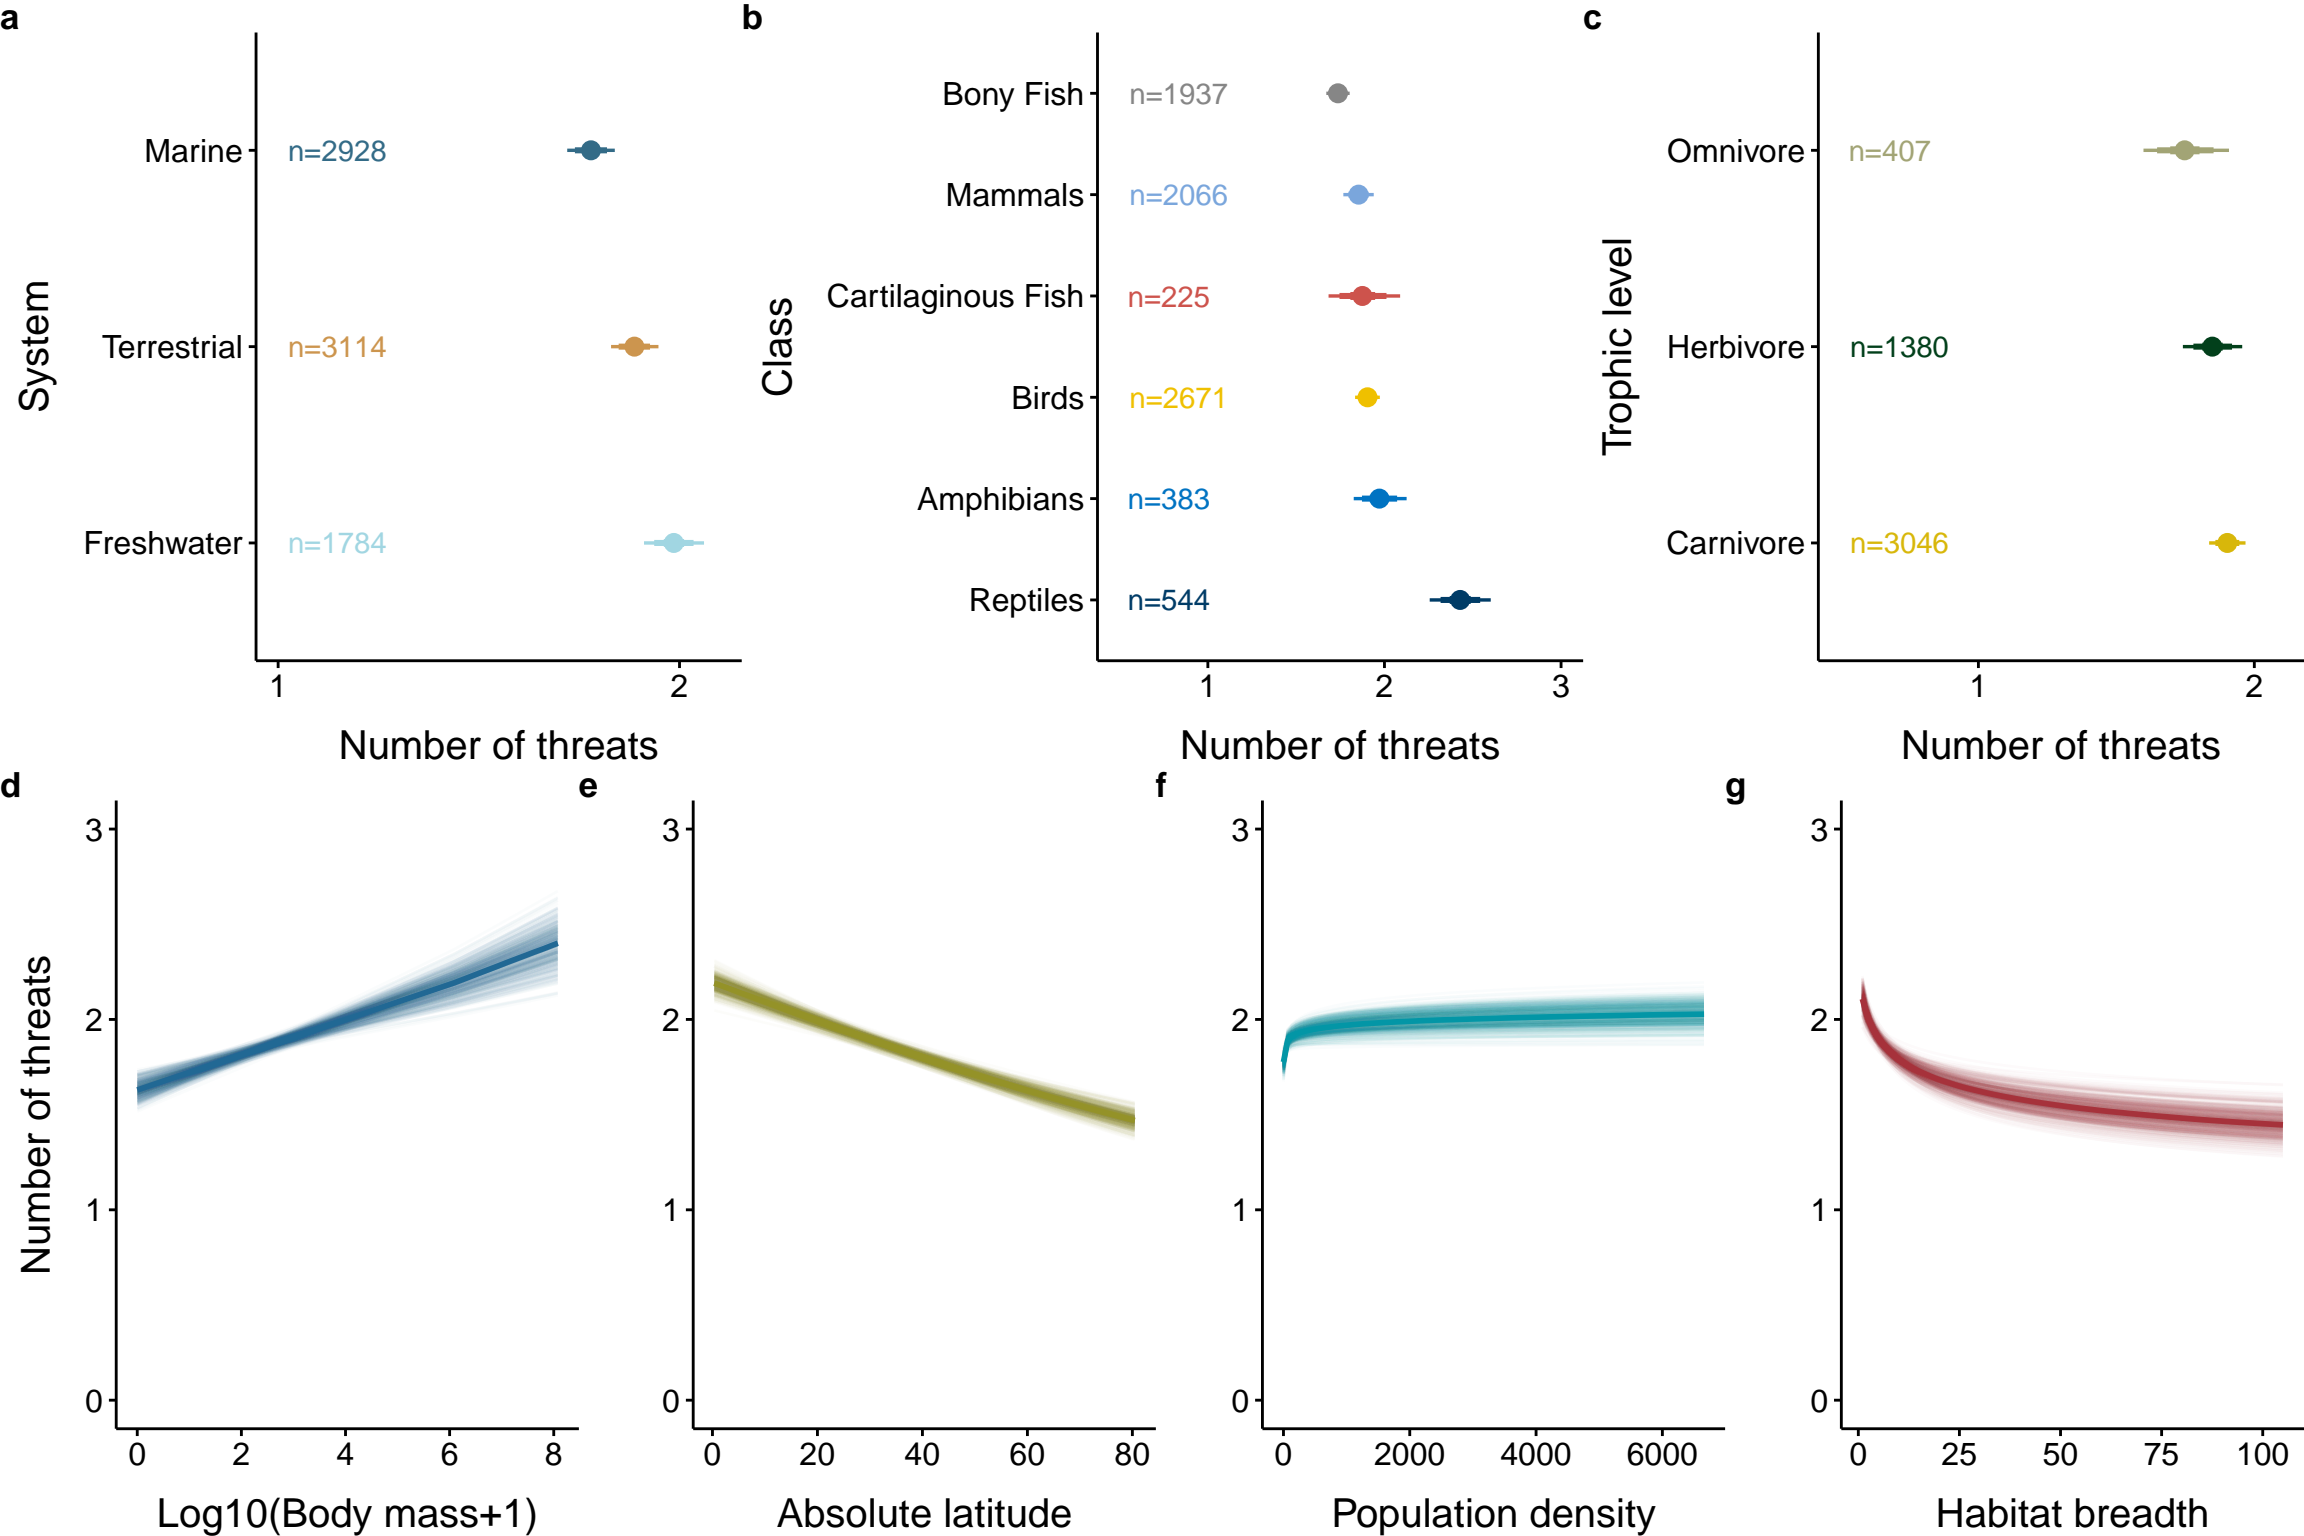 a
System
Marine
n=2928
Terrestrial
n=3114
Freshwater
n=1784
1 2
Number of threats
b
Class
Bony Fish
n=1937
Mammals
n=2066
Cartilaginous Fish
n=225
Birds
n=2671
Amphibians
n=383
Reptiles
n=544
1 2 3
Number of threats
c
Trophic level
Omnivore
n=407
Herbivore
n=1380
Carnivore
n=3046
1 2
Number of threats
d
Number of threats
3
2
1
0
0 2 4 6 8
Log10(Body mass+1)
e
3
2
1
0
0 20 40 60 80
Absolute latitude
f
3
2
1
0
0 2000 4000 6000
Population density
g
3
2
1
0
0 25 50 75 100
Habitat breadth